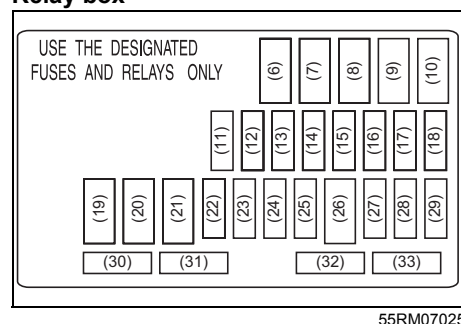 Relay box
USE THE DESIGNATED
FUSES AND RELAYS ONLY
(6) (7) (8) (9) (10)
(11) (12) (13) (14) (15) (16) (17) (18)
(19) (20) (21) (22) (23) (24) (25) (26) (27) (28) (29)
(30) (31) (32) (33)
55RM07025